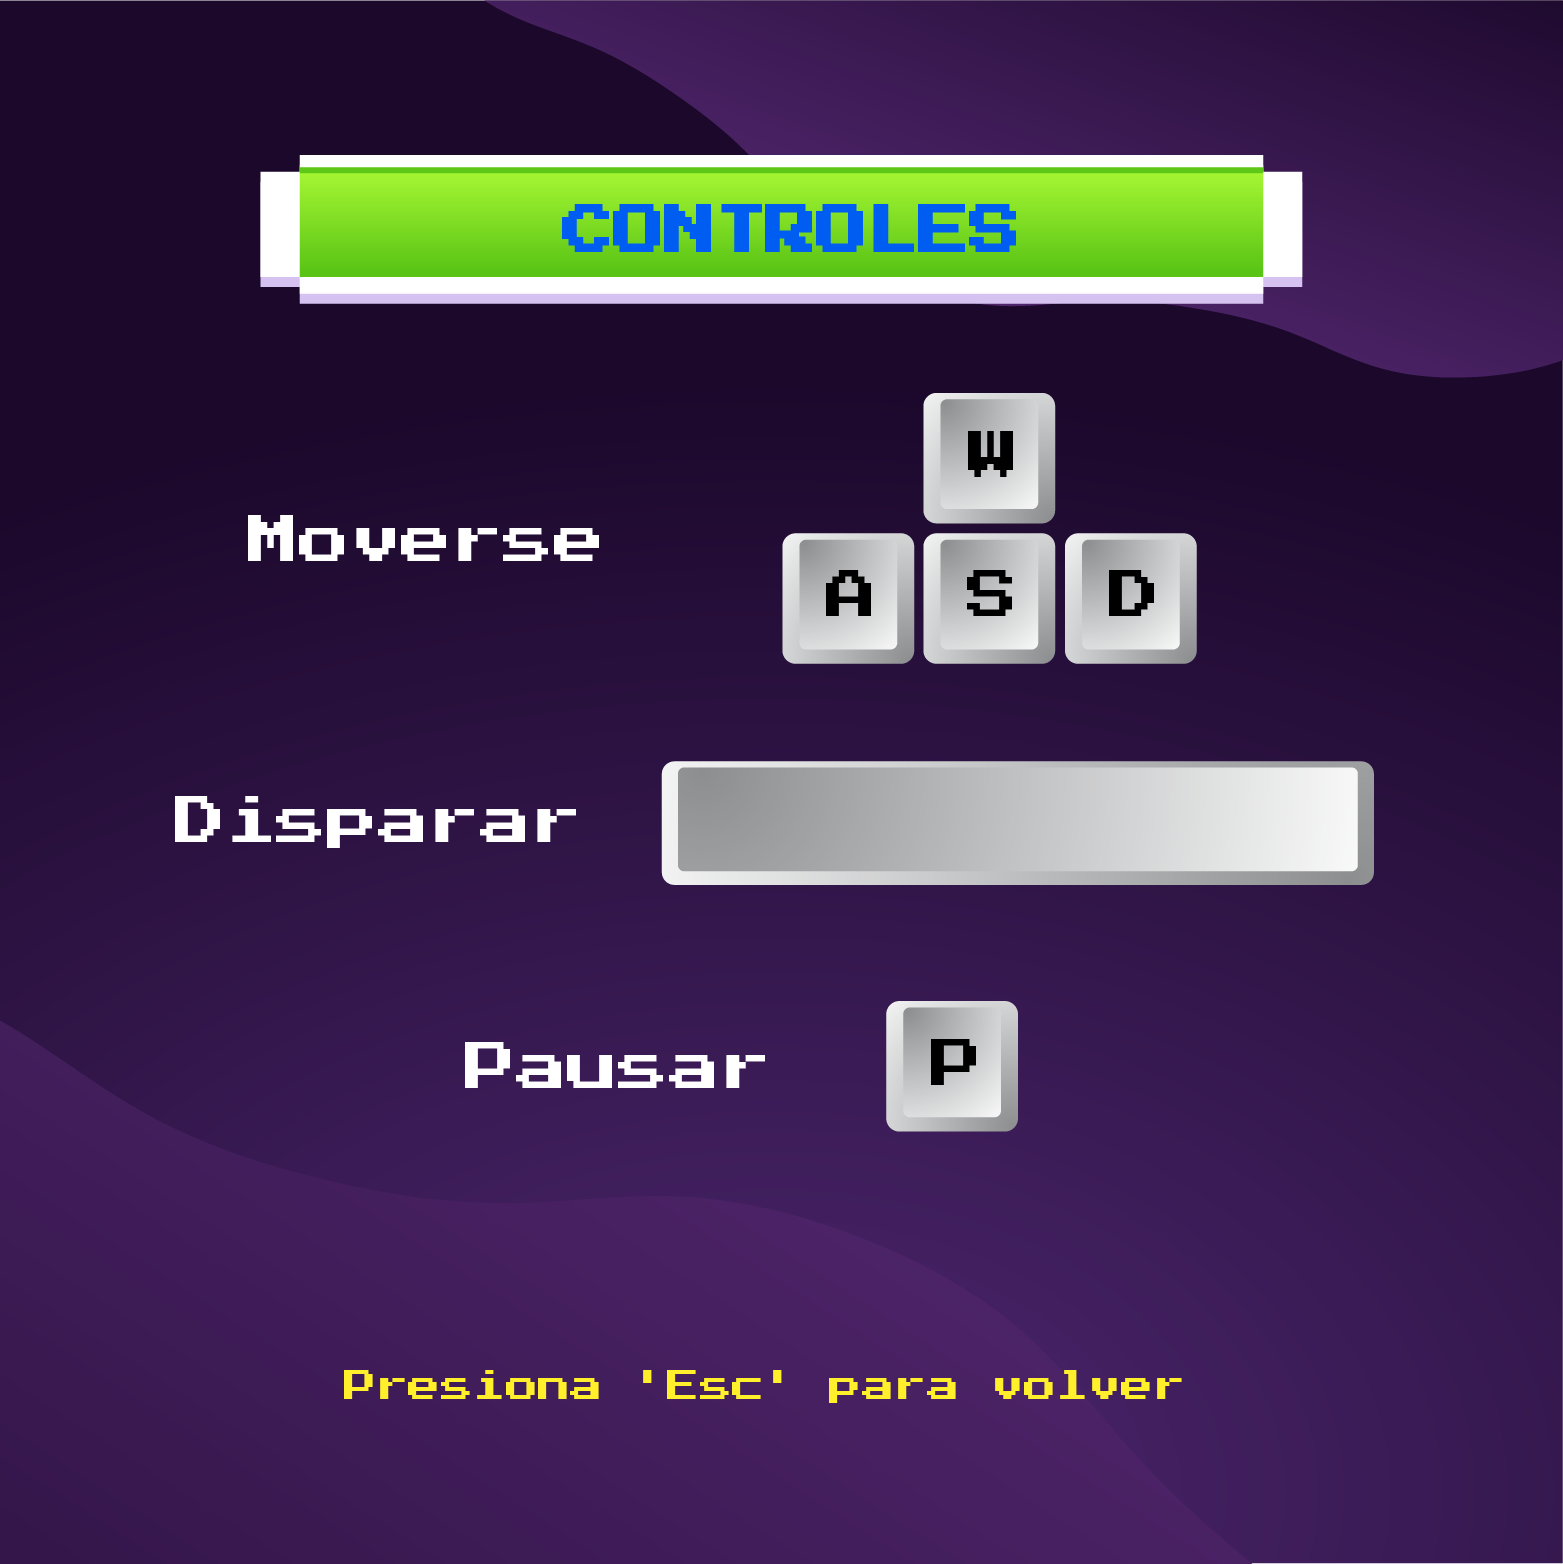 CONTROLES
W
Moverse
A S D
Disparar
Pausar P
Presiona 'Esc' para volver